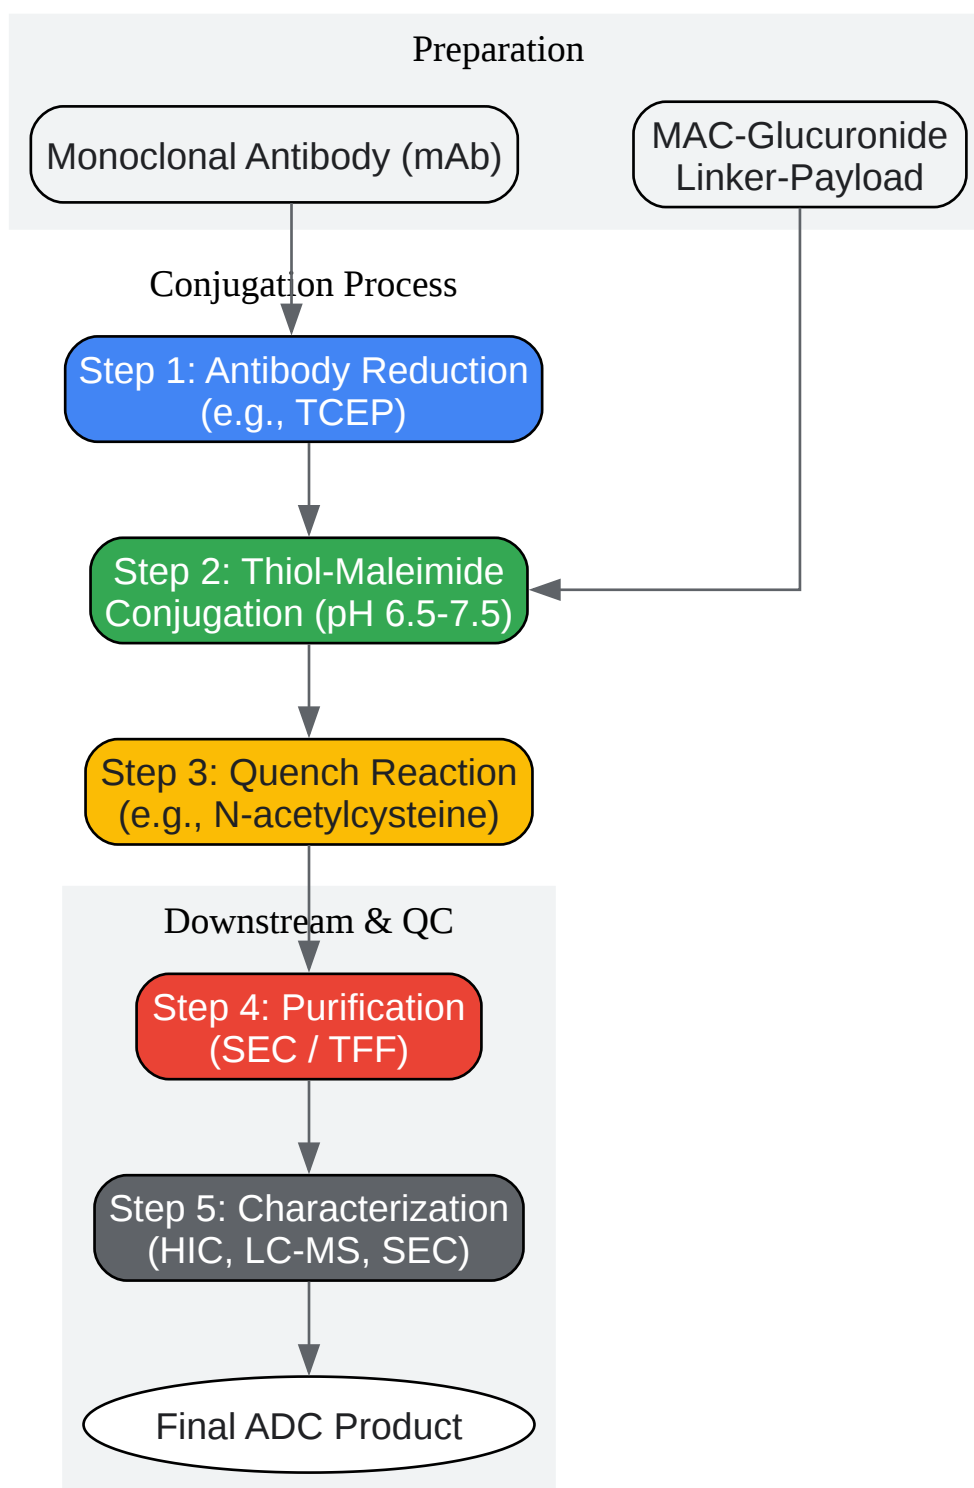 Preparation
Monoclonal Antibody (mAb)
MAC-Glucuronide
Linker-Payload
Conjugation Process
Step 1: Antibody Reduction
(e.g., TCEP)
Step 2: Thiol-Maleimide
Conjugation (pH 6.5-7.5)
Step 3: Quench Reaction
(e.g., N-acetylcysteine)
Downstream & QC
Step 4: Purification
(SEC / TFF)
Step 5: Characterization
(HIC, LC-MS, SEC)
Final ADC Product